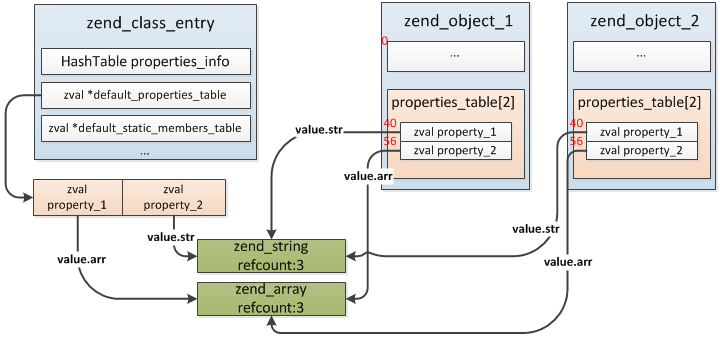 zend_class_entry
HashTable properties_info
zval *default_properties_table
zval *default_static_members_table
...
zend_object_1
0
...
properties_table[2]
40
zval property_1
56
zval property_2
zend_object_2
...
properties_table[2]
40
zval property_1
56
zval property_2
value.str
value.arr
zval
property_1
zval
property_2
value.str
value.arr
value.str
value.arr
zend_string
refcount:3
zend_array
refcount:3